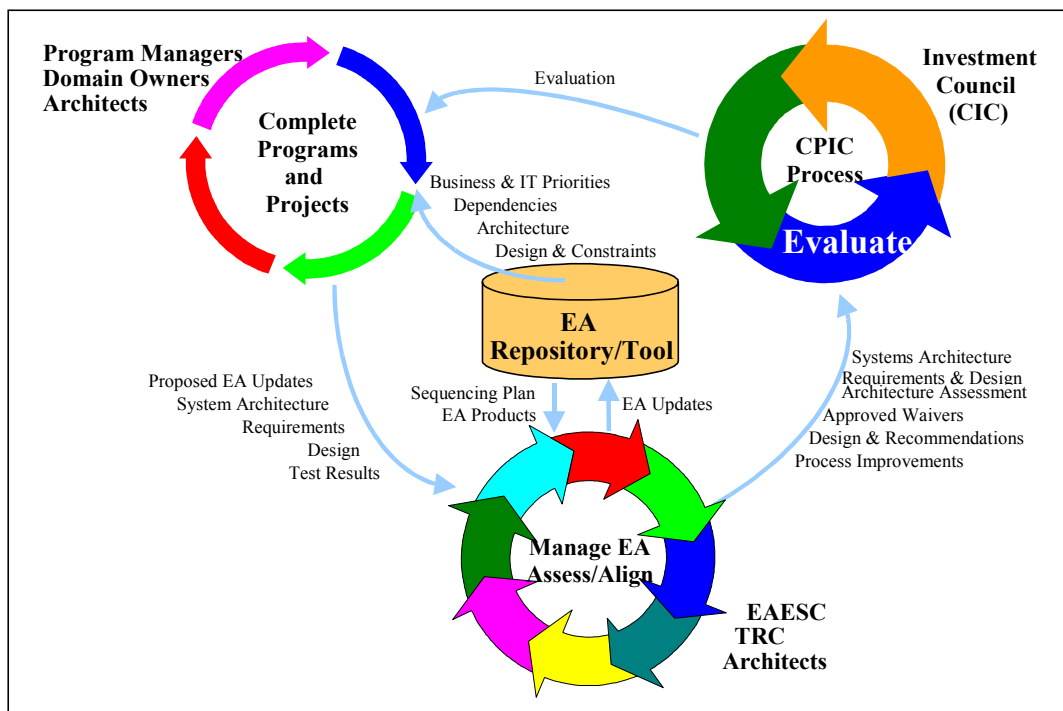 Program Managers
Domain Owners
Architects
Complete
Programs
and
Projects
Evaluation
Investment
Council
(CIC)
CPIC
Process
Evaluate
Business & IT Priorities
Dependencies
Architecture
Design & Constraints
EA
Repository/Tool
Proposed EA Updates
System Architecture
Requirements
Design
Test Results
Sequencing Plan
EA Products
EA Updates
Systems Architecture
Requirements & Design
Architecture Assessment
Approved Waivers
Design & Recommendations
Process Improvements
Manage EA
Assess/Align
EAESC
TRC
Architects